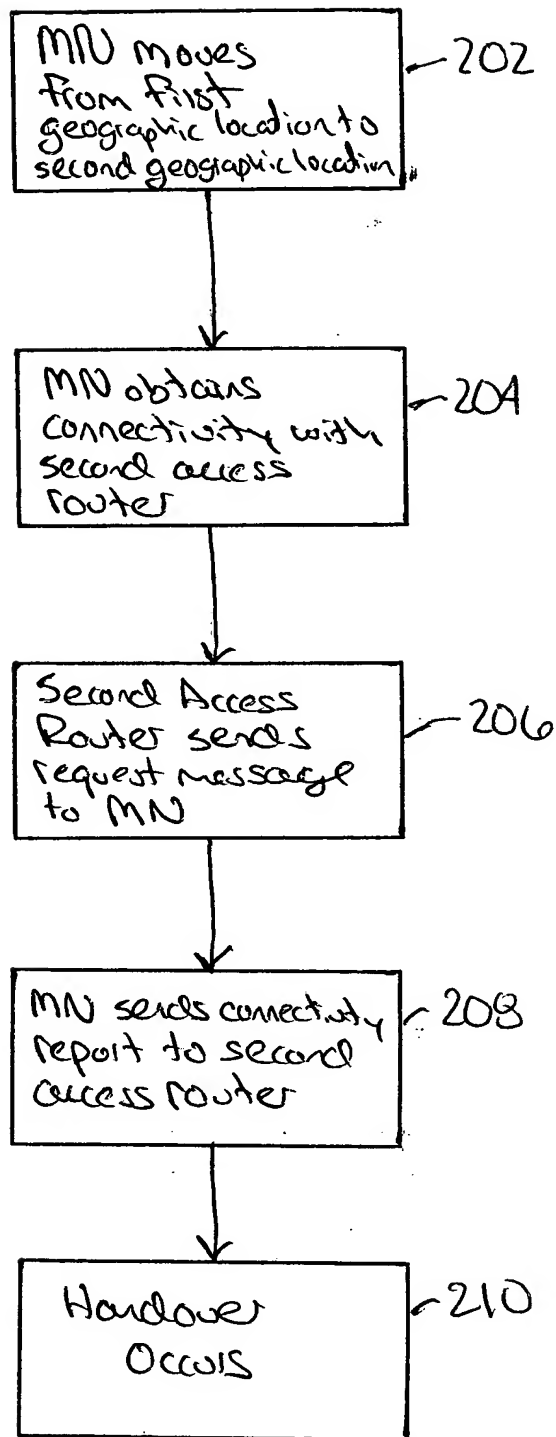 MN moves
from first
geographic location to
second geographic location
202
MN obtains
connectivity with
second access
router
204
Second Access
Router sends
request message
to MN
206
MN sends connectivity
report to second
access router
208
Handover
Occurs
210